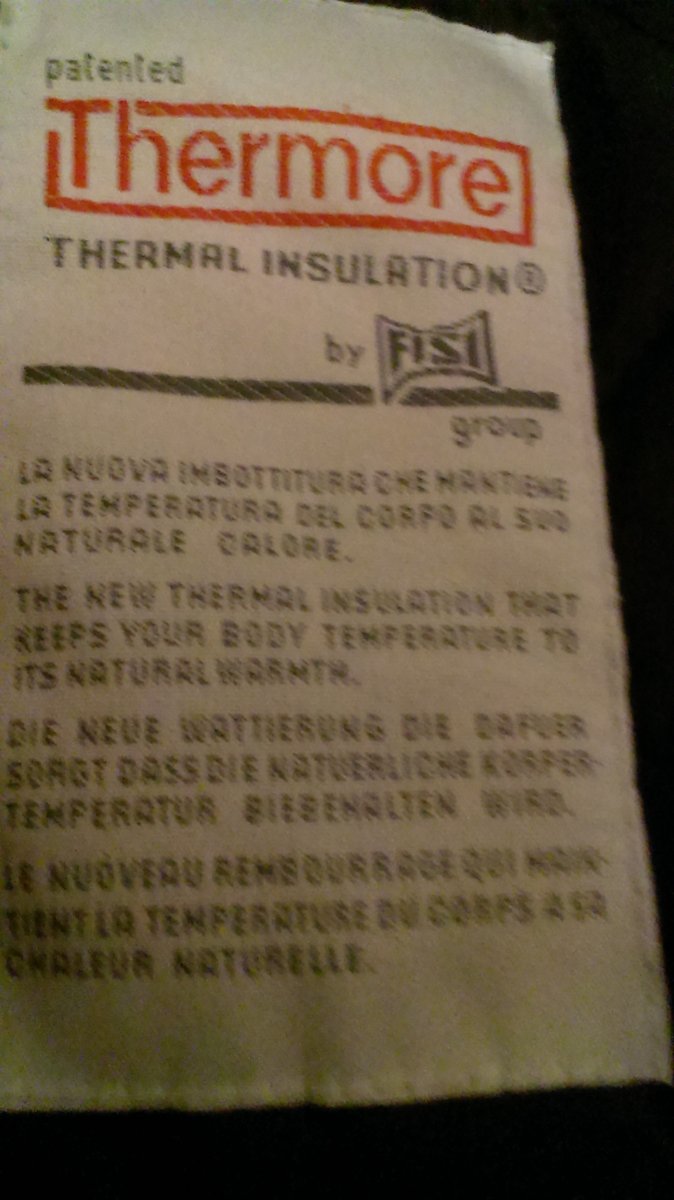 patented
Thermore
THERMAL INSULATION®
by FISI
group
LA NUOVA IMBOTTITURA CHE MANTIENE
LA TEMPERATURA DEL CORPO AL SUO
NATURALE CALORE.
THE NEW THERMAL INSULATION THAT
KEEPS YOUR BODY TEMPERATURE TO
ITS NATURAL WARMTH.
DIE NEUE WATTIERUNG DIE DAFUER
SORGT DASS DIE NATUERLICHE KORPER-
TEMPERATUR BIEBEHALTEN WIRD.
LE NUOVEAU REMBOURRAGE QUI MAIN-
TIENT LA TEMPERATURE DU CORPS A SA
CHALEUR NATURELLE.